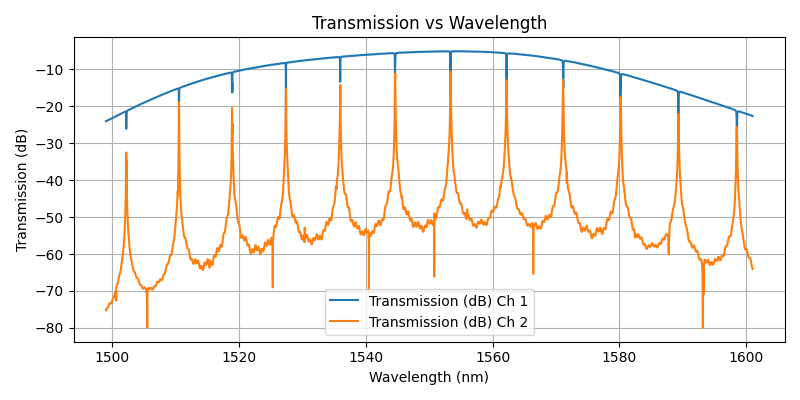 Transmission vs Wavelength
Transmission (dB)
−10
−20
−30
−40
−50
−60
−70
−80
Transmission (dB) Ch 1
Transmission (dB) Ch 2
1500 1520 1540 1560 1580 1600
Wavelength (nm)